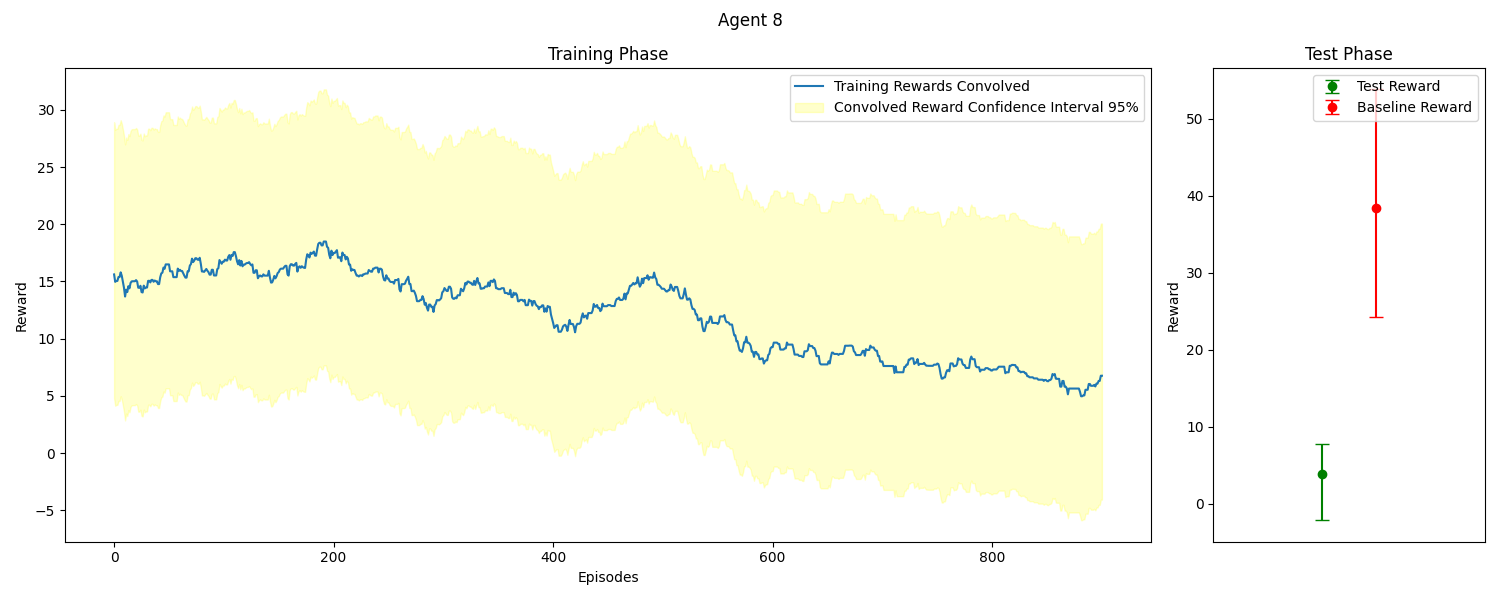 Agent 8
Training Phase
Training Rewards Convolved
Convolved Reward Confidence Interval 95%
Reward
30
25
20
15
10
5
0
−5
0
200
400
600
800
Episodes
Test Phase
Test Reward
Baseline Reward
Reward
50
40
30
20
10
0